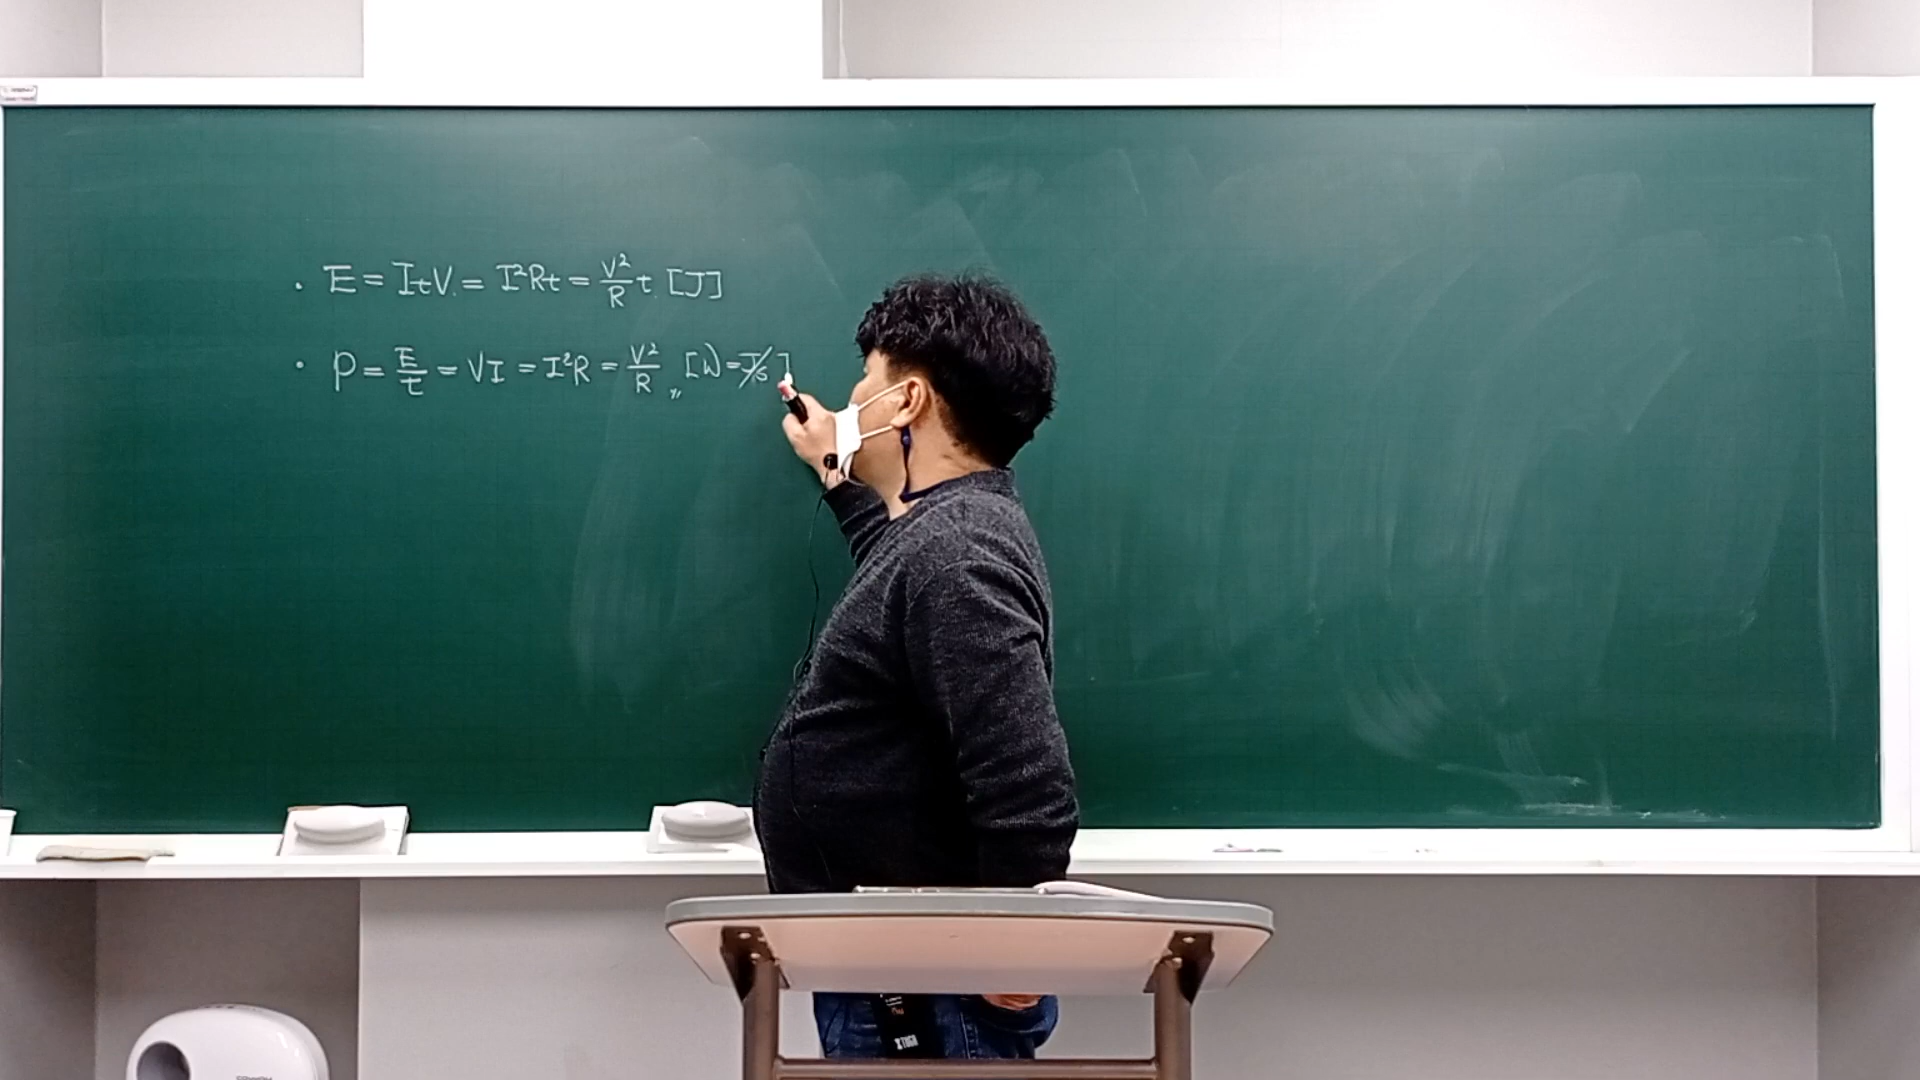 · E = ItV = I²Rt = V²/R t [J]
· P = E/t = VI = I²R = V²/R 〃 [W = J/s]